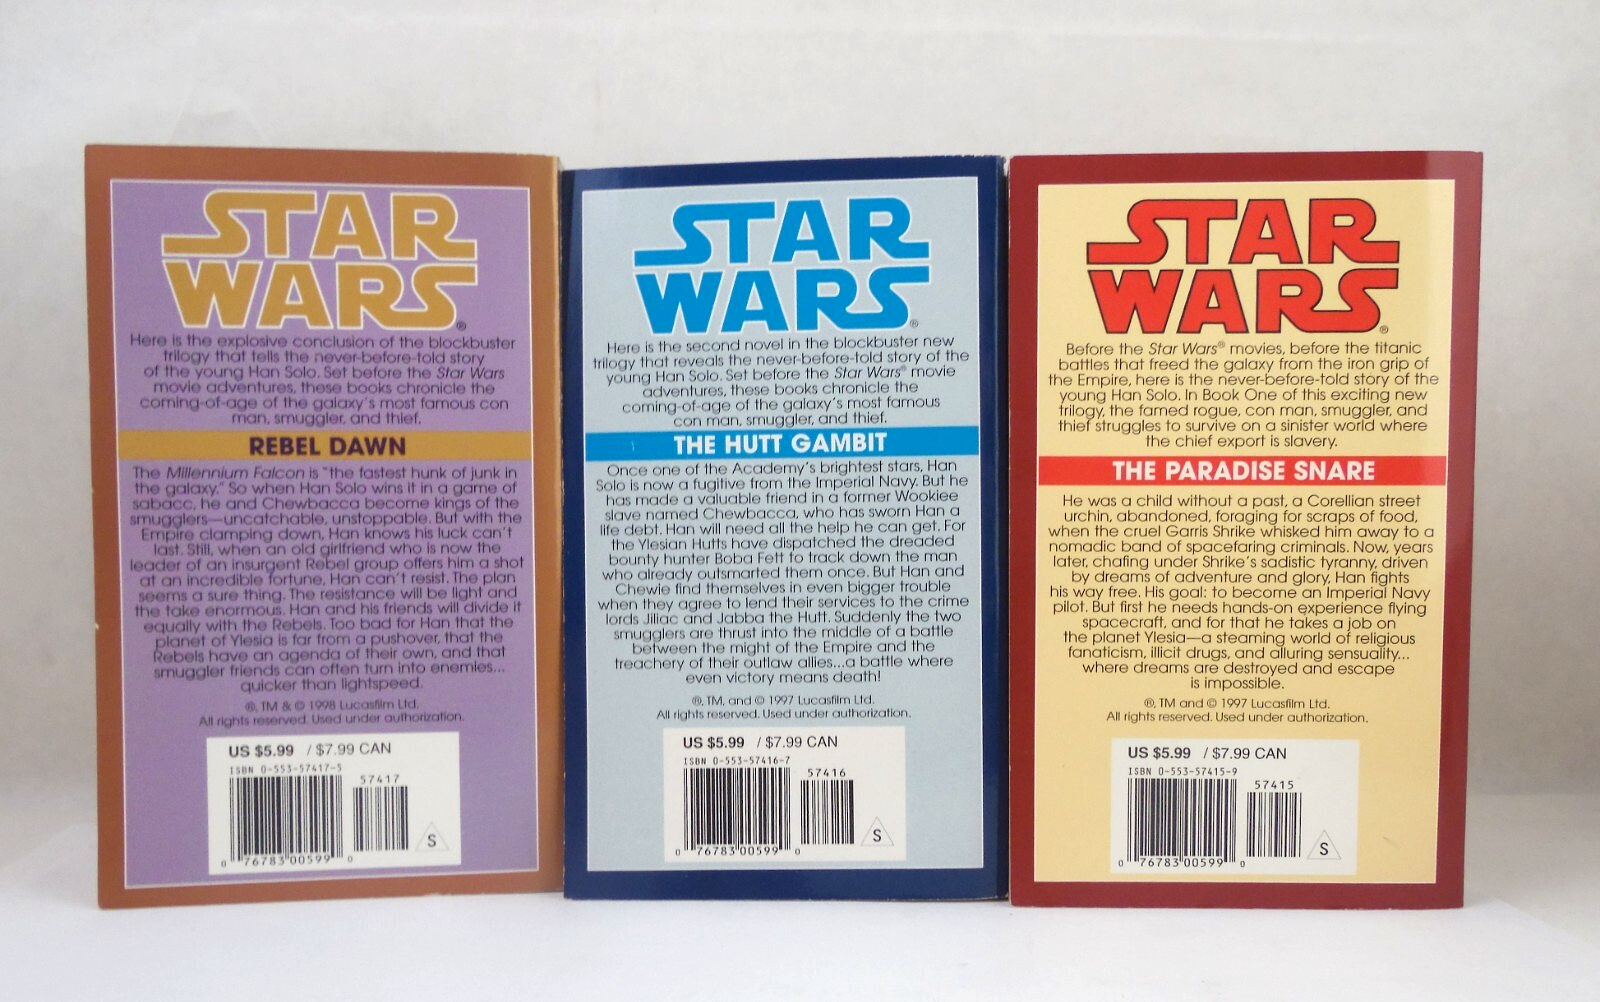 STAR
WARS®
Here is the explosive conclusion of the blockbuster
trilogy that tells the never-before-told story
of the young Han Solo. Set before the Star Wars
movie adventures, these books chronicle the
coming-of-age of the galaxy's most famous con
man, smuggler, and thief.
REBEL DAWN
The Millennium Falcon is "the fastest hunk of junk in
the galaxy." So when Han Solo wins it in a game of
sabacc, he and Chewbacca become kings of the
smugglers—uncatchable, unstoppable. But with the
Empire clamping down, Han knows his luck can't
last. Still, when an old girlfriend who is now the
leader of an insurgent Rebel group offers him a shot
at an incredible fortune, Han can't resist. The plan
seems a sure thing. The resistance will be light and
the take enormous. Han and his friends will divide it
equally with the Rebels. Too bad for Han that the
planet of Ylesia is far from a pushover, that the
Rebels have an agenda of their own, and that
smuggler friends can often turn into enemies...
quicker than lightspeed.
®, TM & © 1998 Lucasfilm Ltd.
All rights reserved. Used under authorization.
US $5.99 / $7.99 CAN
ISBN 0-553-57417-5
57417
S
0 76783 00599 0
STAR
WARS®
Here is the second novel in the blockbuster new
trilogy that reveals the never-before-told story of the
young Han Solo. Set before the Star Wars® movie
adventures, these books chronicle the
coming-of-age of the galaxy's most famous
con man, smuggler, and thief.
THE HUTT GAMBIT
Once one of the Academy's brightest stars, Han
Solo is now a fugitive from the Imperial Navy. But he
has made a valuable friend in a former Wookiee
slave named Chewbacca, who has sworn Han a
life debt. Han will need all the help he can get. For
the Ylesian Hutts have dispatched the dreaded
bounty hunter Boba Fett to track down the man
who already outsmarted them once. But Han and
Chewie find themselves in even bigger trouble
when they agree to lend their services to the crime
lords Jiliac and Jabba the Hutt. Suddenly the two
smugglers are thrust into the middle of a battle
between the might of the Empire and the
treachery of their outlaw allies...a battle where
even victory means death!
®, TM, and © 1997 Lucasfilm Ltd.
All rights reserved. Used under authorization.
US $5.99 / $7.99 CAN
ISBN 0-553-57416-7
57416
S
0 76783 00599 0
STAR
WARS®
Before the Star Wars® movies, before the titanic
battles that freed the galaxy from the iron grip of
the Empire, here is the never-before-told story of the
young Han Solo. In Book One of this exciting new
trilogy, the famed rogue, con man, smuggler, and
thief struggles to survive on a sinister world where
the chief export is slavery.
THE PARADISE SNARE
He was a child without a past, a Corellian street
urchin, abandoned, foraging for scraps of food,
when the cruel Garris Shrike whisked him away to a
nomadic band of spacefaring criminals. Now, years
later, chafing under Shrike's sadistic tyranny, driven
by dreams of adventure and glory, Han fights
his way free. His goal: to become an Imperial Navy
pilot. But first he needs hands-on experience flying
spacecraft, and for that he takes a job on
the planet Ylesia—a steaming world of religious
fanaticism, illicit drugs, and alluring sensuality...
where dreams are destroyed and escape
is impossible.
®, TM and © 1997 Lucasfilm Ltd.
All rights reserved. Used under authorization.
US $5.99 / $7.99 CAN
ISBN 0-553-57415-9
57415
S
0 76783 00599 0